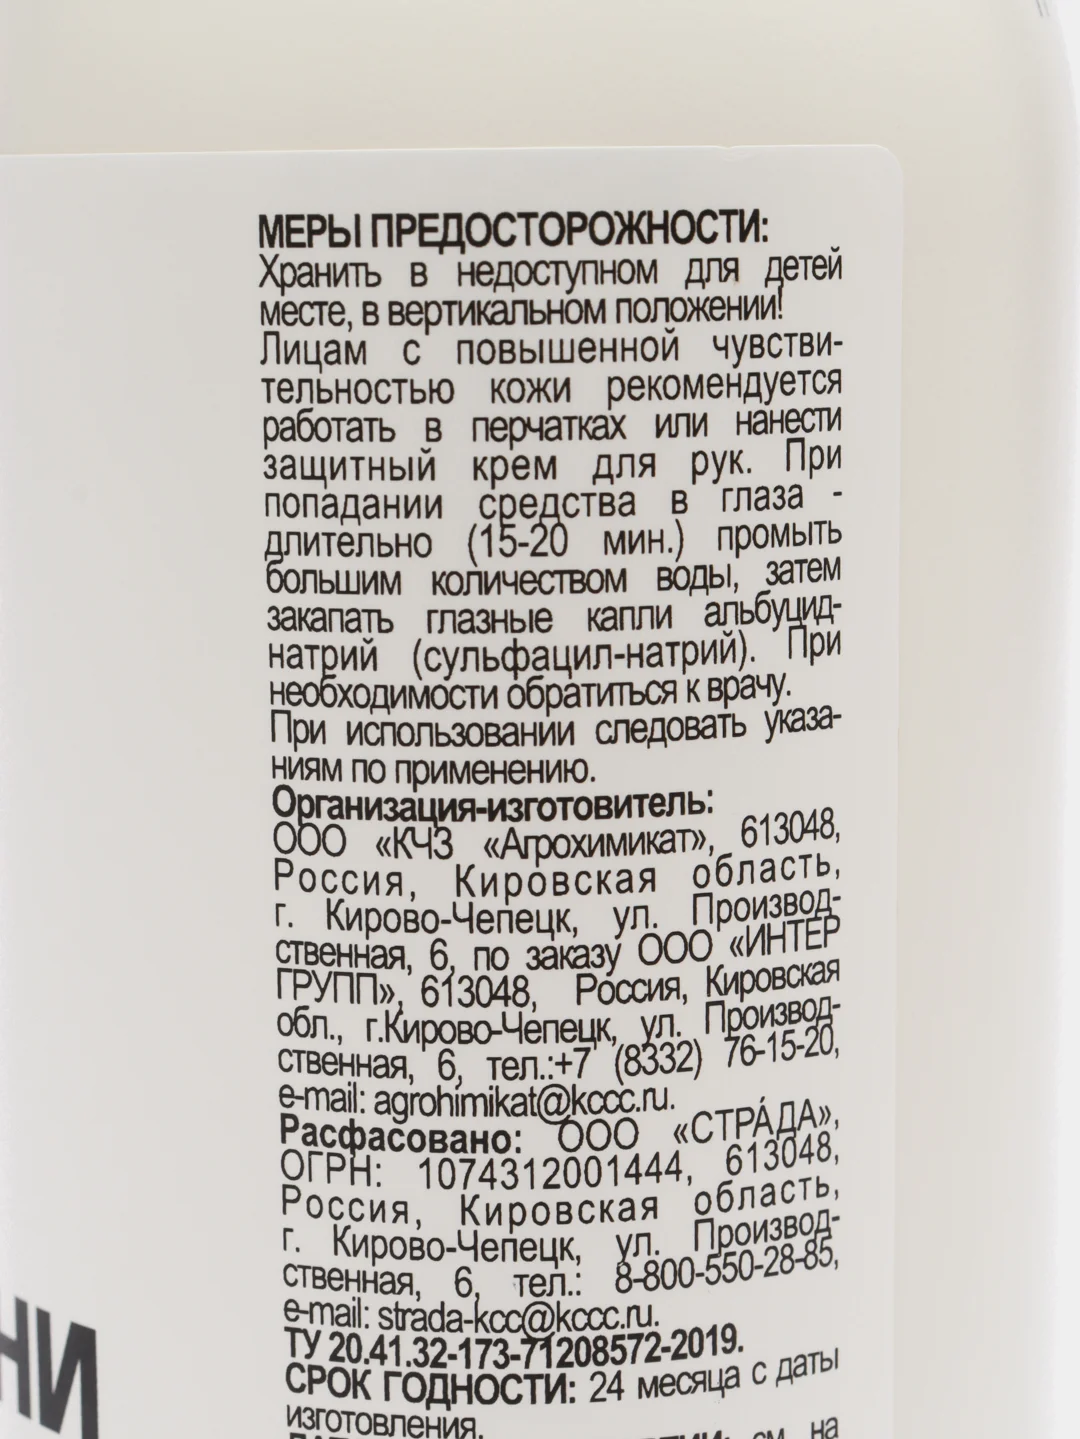 МЕРЫ ПРЕДОСТОРОЖНОСТИ:
Хранить в недоступном для детей
месте, в вертикальном положении!
Лицам с повышенной чувстви-
тельностью кожи рекомендуется
работать в перчатках или нанести
защитный крем для рук. При
попадании средства в глаза -
длительно (15-20 мин.) промыть
большим количеством воды, затем
закапать глазные капли альбуцид-
натрий (сульфацил-натрий). При
необходимости обратиться к врачу.
При использовании следовать указа-
ниям по применению.
Организация-изготовитель:
ООО «КЧЗ «Агрохимикат», 613048,
Россия, Кировская область,
г. Кирово-Чепецк, ул. Производ-
ственная, 6, по заказу ООО «ИНТЕР
ГРУПП», 613048, Россия, Кировская
обл., г.Кирово-Чепецк, ул. Производ-
ственная, 6, тел.:+7 (8332) 76-15-20,
e-mail: agrohimikat@kccc.ru.
Расфасовано: ООО «СТРА́ДА»,
ОГРН: 1074312001444, 613048,
Россия, Кировская область,
г. Кирово-Чепецк, ул. Производ-
ственная, 6, тел.: 8-800-550-28-85,
e-mail: strada-kcc@kccc.ru.
ТУ 20.41.32-173-71208572-2019.
СРОК ГОДНОСТИ: 24 месяца с даты
изготовления.
см. на